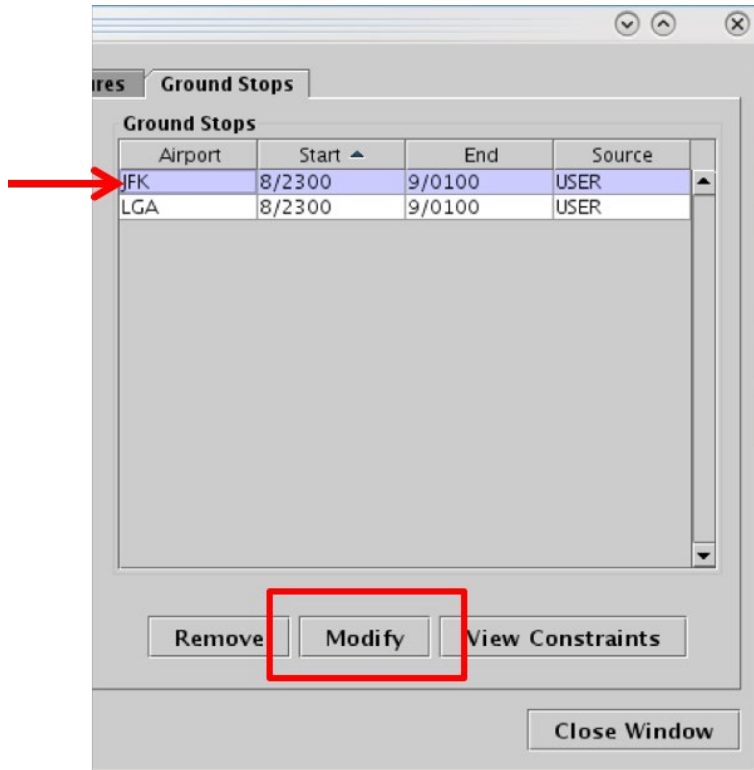 ires Ground Stops
Ground Stops
Airport Start End Source
JFK 8/2300 9/0100 USER
LGA 8/2300 9/0100 USER
Remove Modify View Constraints
Close Window